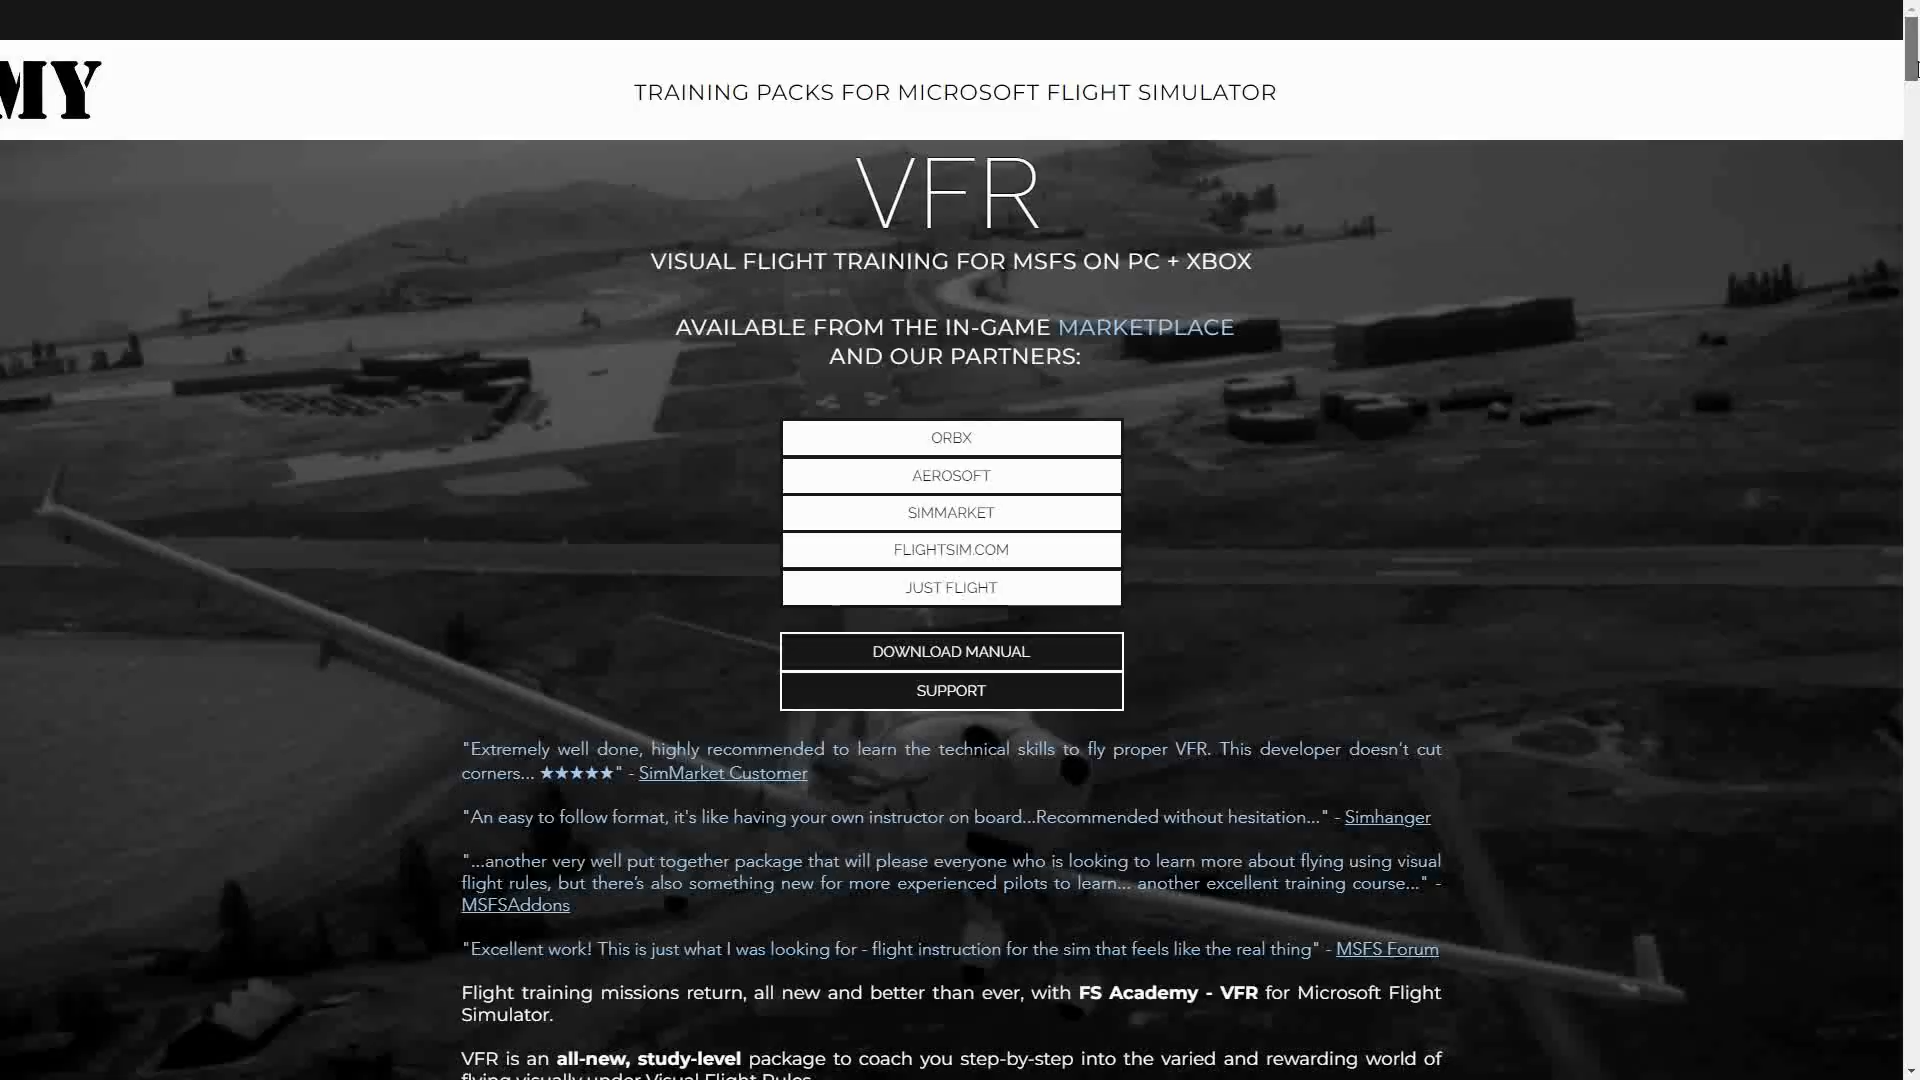 MY
TRAINING PACKS FOR MICROSOFT FLIGHT SIMULATOR
VFR
VISUAL FLIGHT TRAINING FOR MSFS ON PC + XBOX
AVAILABLE FROM THE IN-GAME MARKETPLACE
AND OUR PARTNERS:
ORBX
AEROSOFT
SIMMARKET
FLIGHTSIM.COM
JUST FLIGHT
DOWNLOAD MANUAL
SUPPORT
"Extremely well done, highly recommended to learn the technical skills to fly proper VFR. This developer doesn't cut
corners... ★★★★★" - SimMarket Customer
"An easy to follow format, it's like having your own instructor on board...Recommended without hesitation..." - Simhanger
"...another very well put together package that will please everyone who is looking to learn more about flying using visual
flight rules, but there's also something new for more experienced pilots to learn... another excellent training course..." -
MSFSAddons
"Excellent work! This is just what I was looking for - flight instruction for the sim that feels like the real thing" - MSFS Forum
Flight training missions return, all new and better than ever, with FS Academy - VFR for Microsoft Flight
Simulator.
VFR is an all-new, study-level package to coach you step-by-step into the varied and rewarding world of
flying visually under Visual Flight Rules.